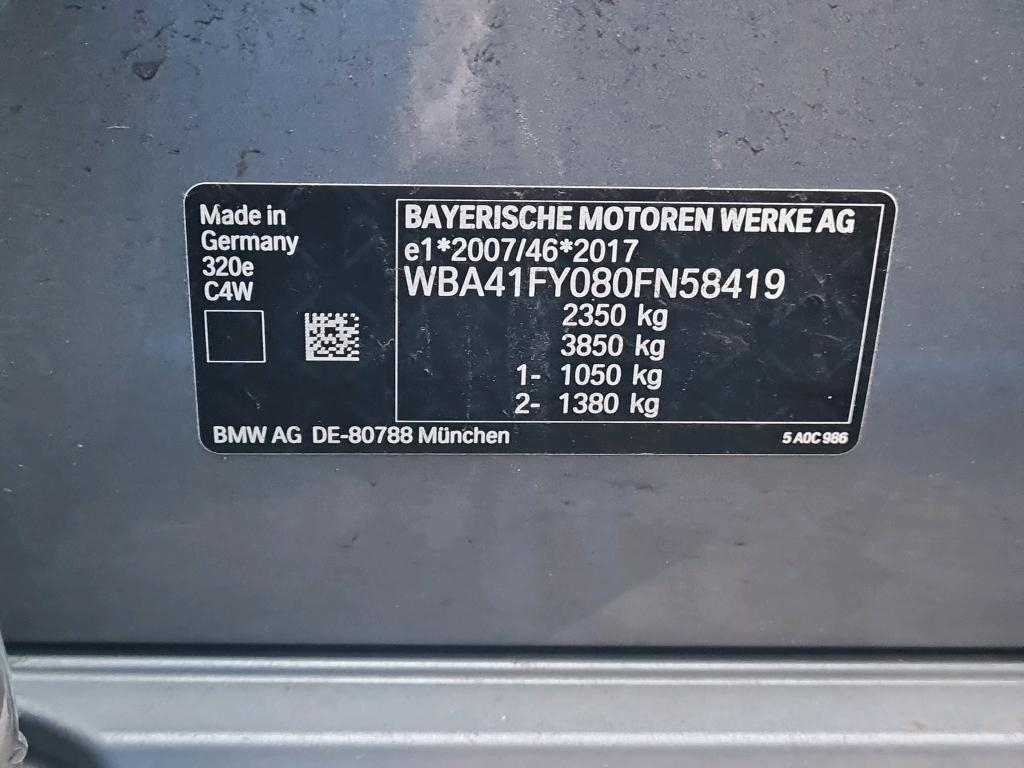 Made in
Germany
320e
C4W
BAYERISCHE MOTOREN WERKE AG
e1*2007/46*2017
WBA41FY080FN58419
2350 kg
3850 kg
1- 1050 kg
2- 1380 kg
BMW AG DE-80788 München
5 A0C 986